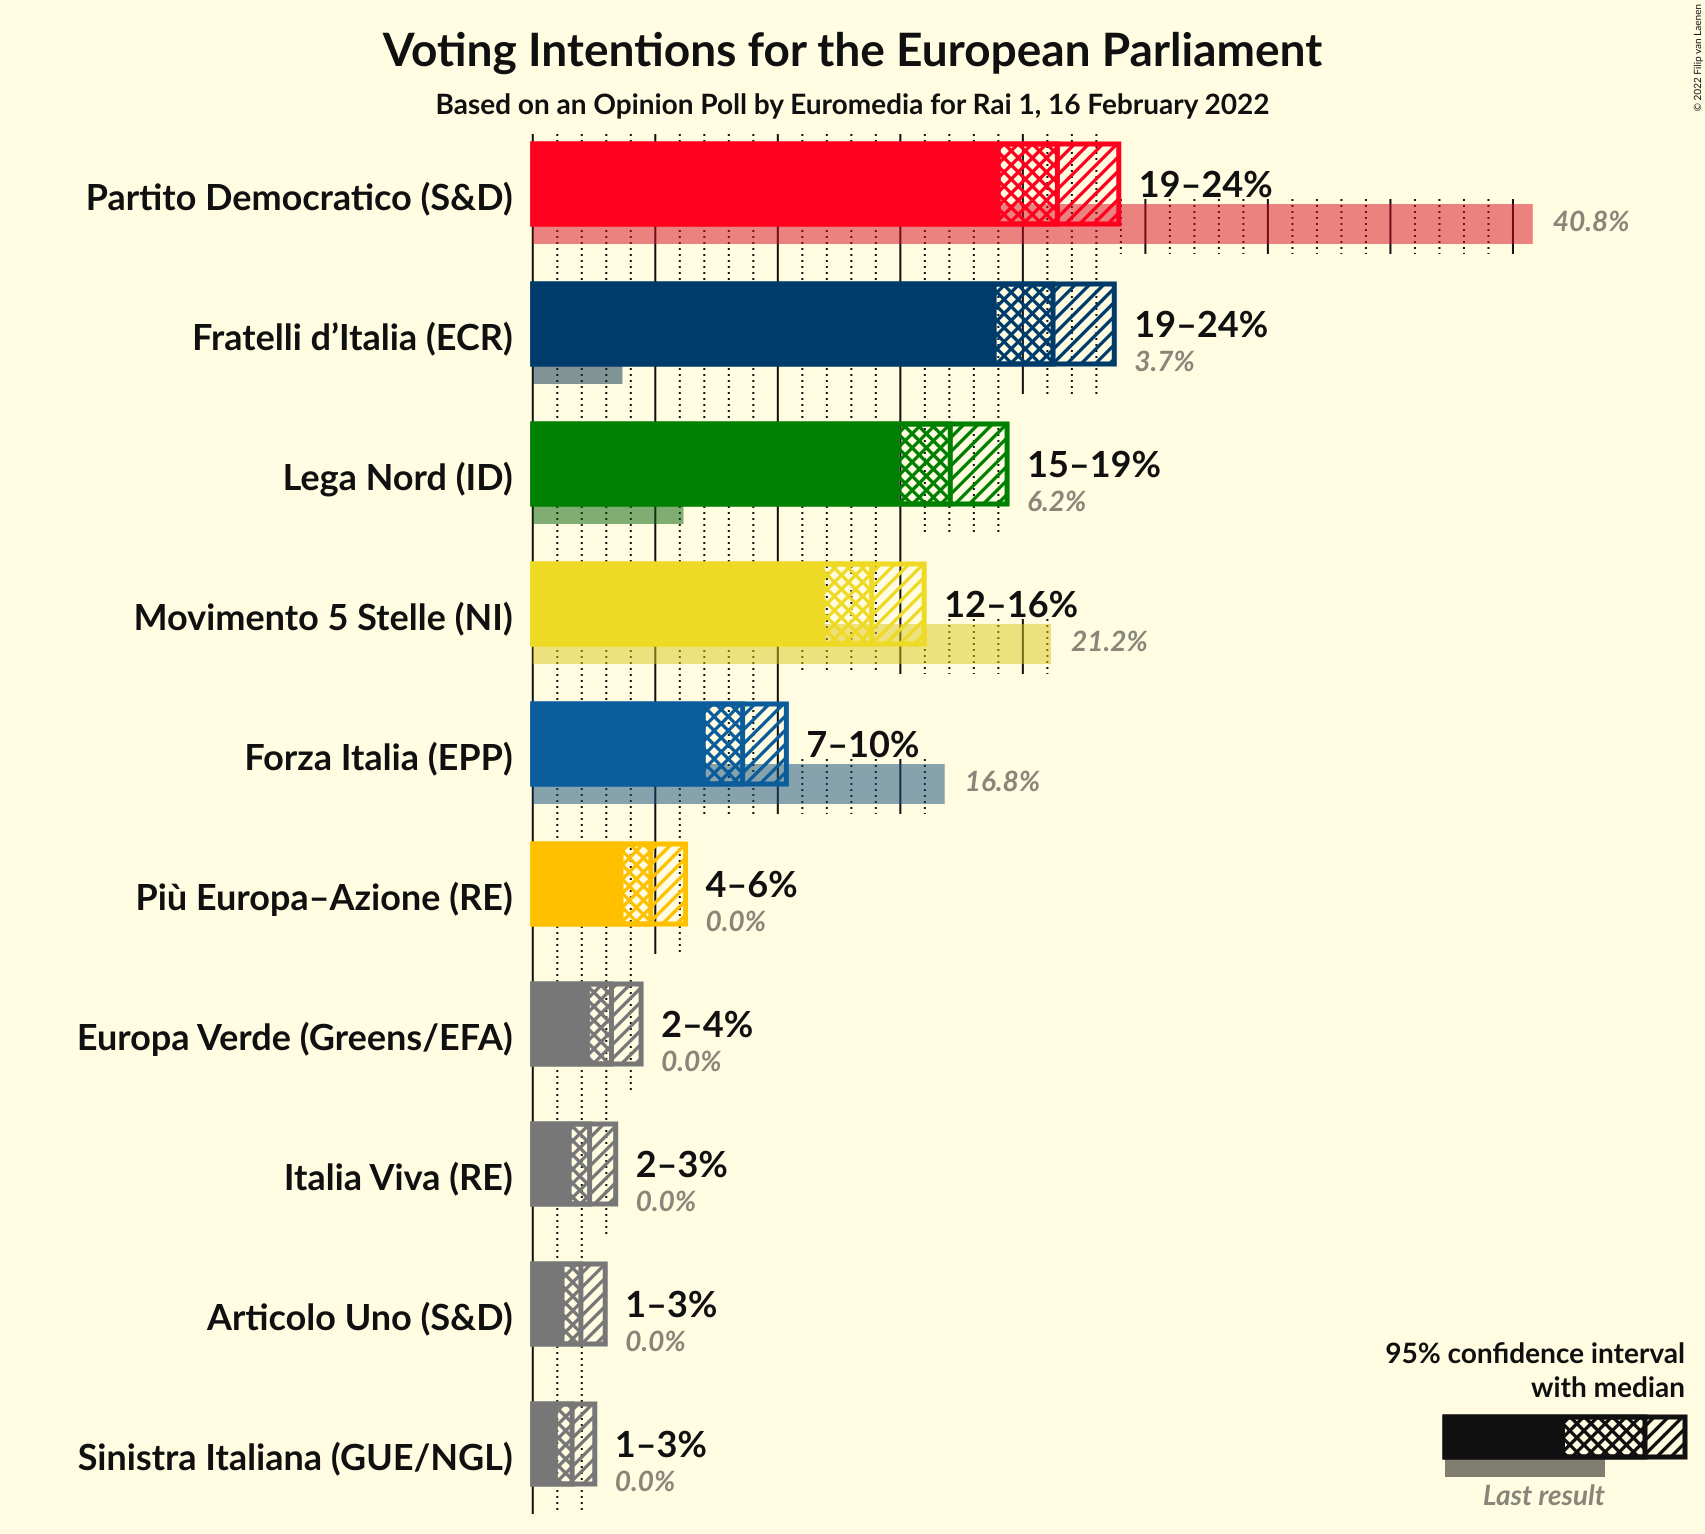 Voting Intentions for the European Parliament
Based on an Opinion Poll by Euromedia for Rai 1, 16 February 2022
© 2022 Filip van Laenen
Partito Democratico (S&D)
19–24%
40.8%
Fratelli d’Italia (ECR)
19–24%
3.7%
Lega Nord (ID)
15–19%
6.2%
Movimento 5 Stelle (NI)
12–16%
21.2%
Forza Italia (EPP)
7–10%
16.8%
Più Europa–Azione (RE)
4–6%
0.0%
Europa Verde (Greens/EFA)
2–4%
0.0%
Italia Viva (RE)
2–3%
0.0%
Articolo Uno (S&D)
1–3%
0.0%
Sinistra Italiana (GUE/NGL)
1–3%
0.0%
95% confidence interval
with median
Last result